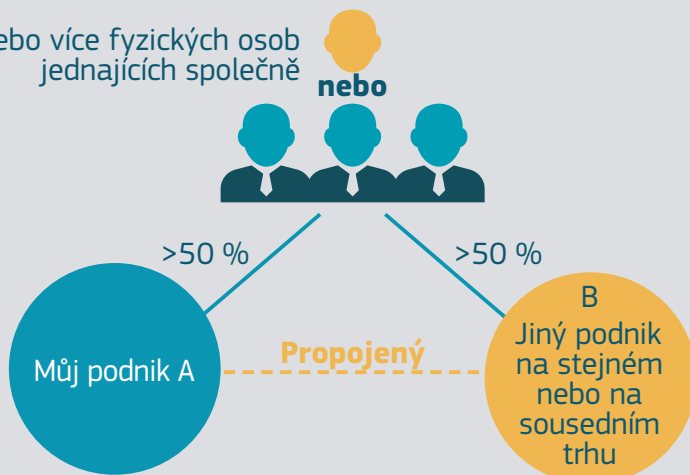 nebo více fyzických osob
jednajících společně
nebo
>50 %
>50 %
Můj podnik A
Propojený
B
Jiný podnik
na stejném
nebo na
sousedním
trhu